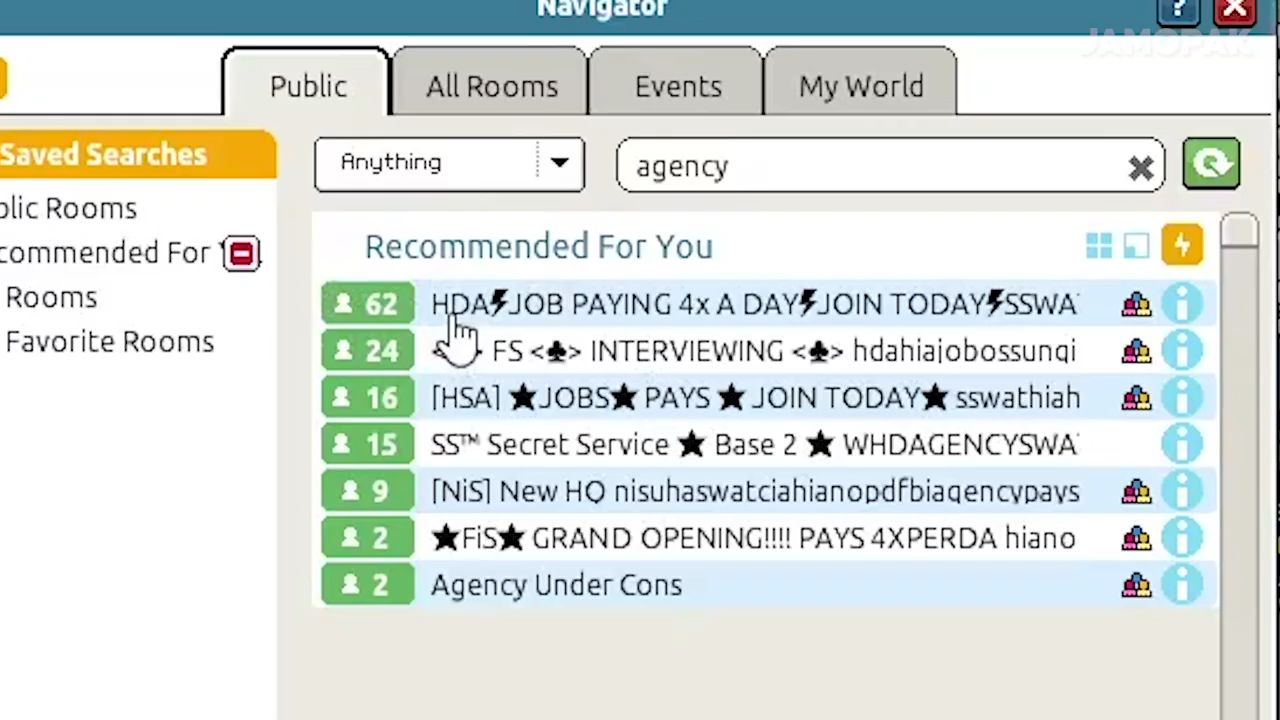 Navigator
?
JAMOPAK
Public
All Rooms
Events
My World
Saved Searches
Anything
agency
blic Rooms
commended For
Rooms
Favorite Rooms
Recommended For You
62 HDA⚡JOB PAYING 4x A DAY⚡JOIN TODAY⚡SSWA
24 FS <♣> INTERVIEWING <♣> hdahiajobossungi
16 [HSA] ★JOBS★ PAYS ★ JOIN TODAY★ sswathiah
15 SS™ Secret Service ★ Base 2 ★ WHDAGENCYSWA
9 [NiS] New HQ nisuhaswatciahianopdfbiagencypays
2 ★FiS★ GRAND OPENING!!!! PAYS 4XPERDA hiano
2 Agency Under Cons